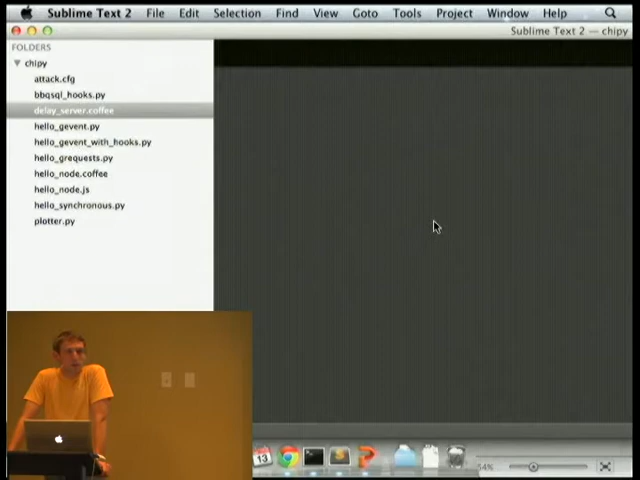 Sublime Text 2 File Edit Selection Find View Goto Tools Project Window Help
Sublime Text 2 — chipy
FOLDERS
chipy
attack.cfg
bbqsql_hooks.py
delay_server.coffee
hello_gevent.py
hello_gevent_with_hooks.py
hello_grequests.py
hello_node.coffee
hello_node.js
hello_synchronous.py
plotter.py
13
54%